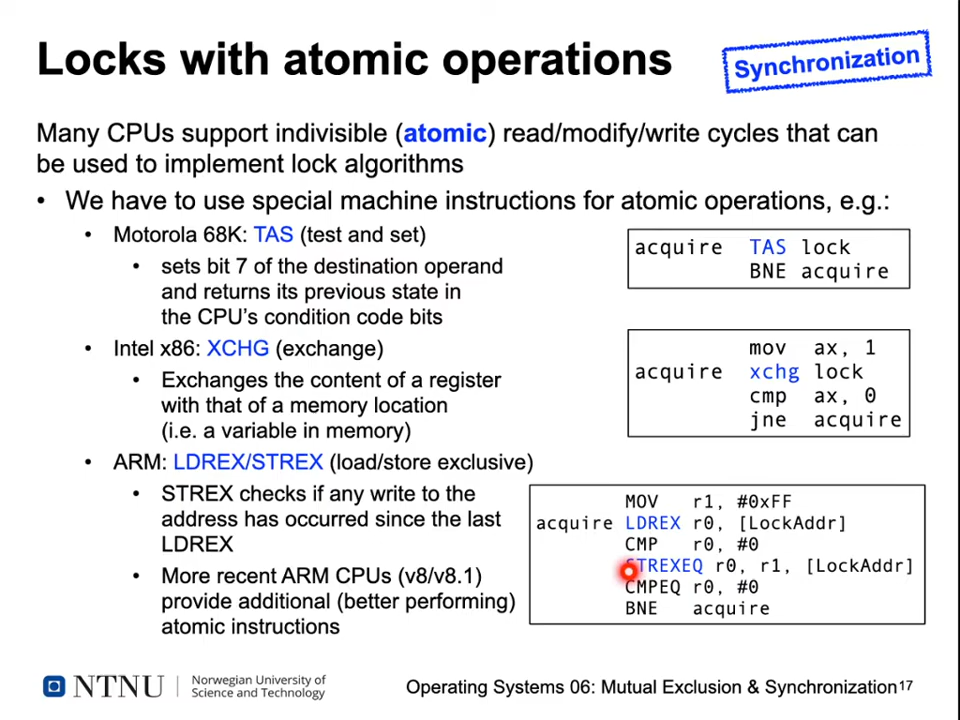 Locks with atomic operations
Synchronization
Many CPUs support indivisible (atomic) read/modify/write cycles that can
be used to implement lock algorithms
• We have to use special machine instructions for atomic operations, e.g.:
• Motorola 68K: TAS (test and set)
• sets bit 7 of the destination operand
and returns its previous state in
the CPU's condition code bits
acquire TAS lock
BNE acquire
• Intel x86: XCHG (exchange)
• Exchanges the content of a register
with that of a memory location
(i.e. a variable in memory)
mov ax, 1
acquire xchg lock
cmp ax, 0
jne acquire
• ARM: LDREX/STREX (load/store exclusive)
• STREX checks if any write to the
address has occurred since the last
LDREX
• More recent ARM CPUs (v8/v8.1)
provide additional (better performing)
atomic instructions
MOV r1, #0xFF
acquire LDREX r0, [LockAddr]
CMP r0, #0
STREXEQ r0, r1, [LockAddr]
CMPEQ r0, #0
BNE acquire
NTNU
Norwegian University of
Science and Technology
Operating Systems 06: Mutual Exclusion & Synchronization 17